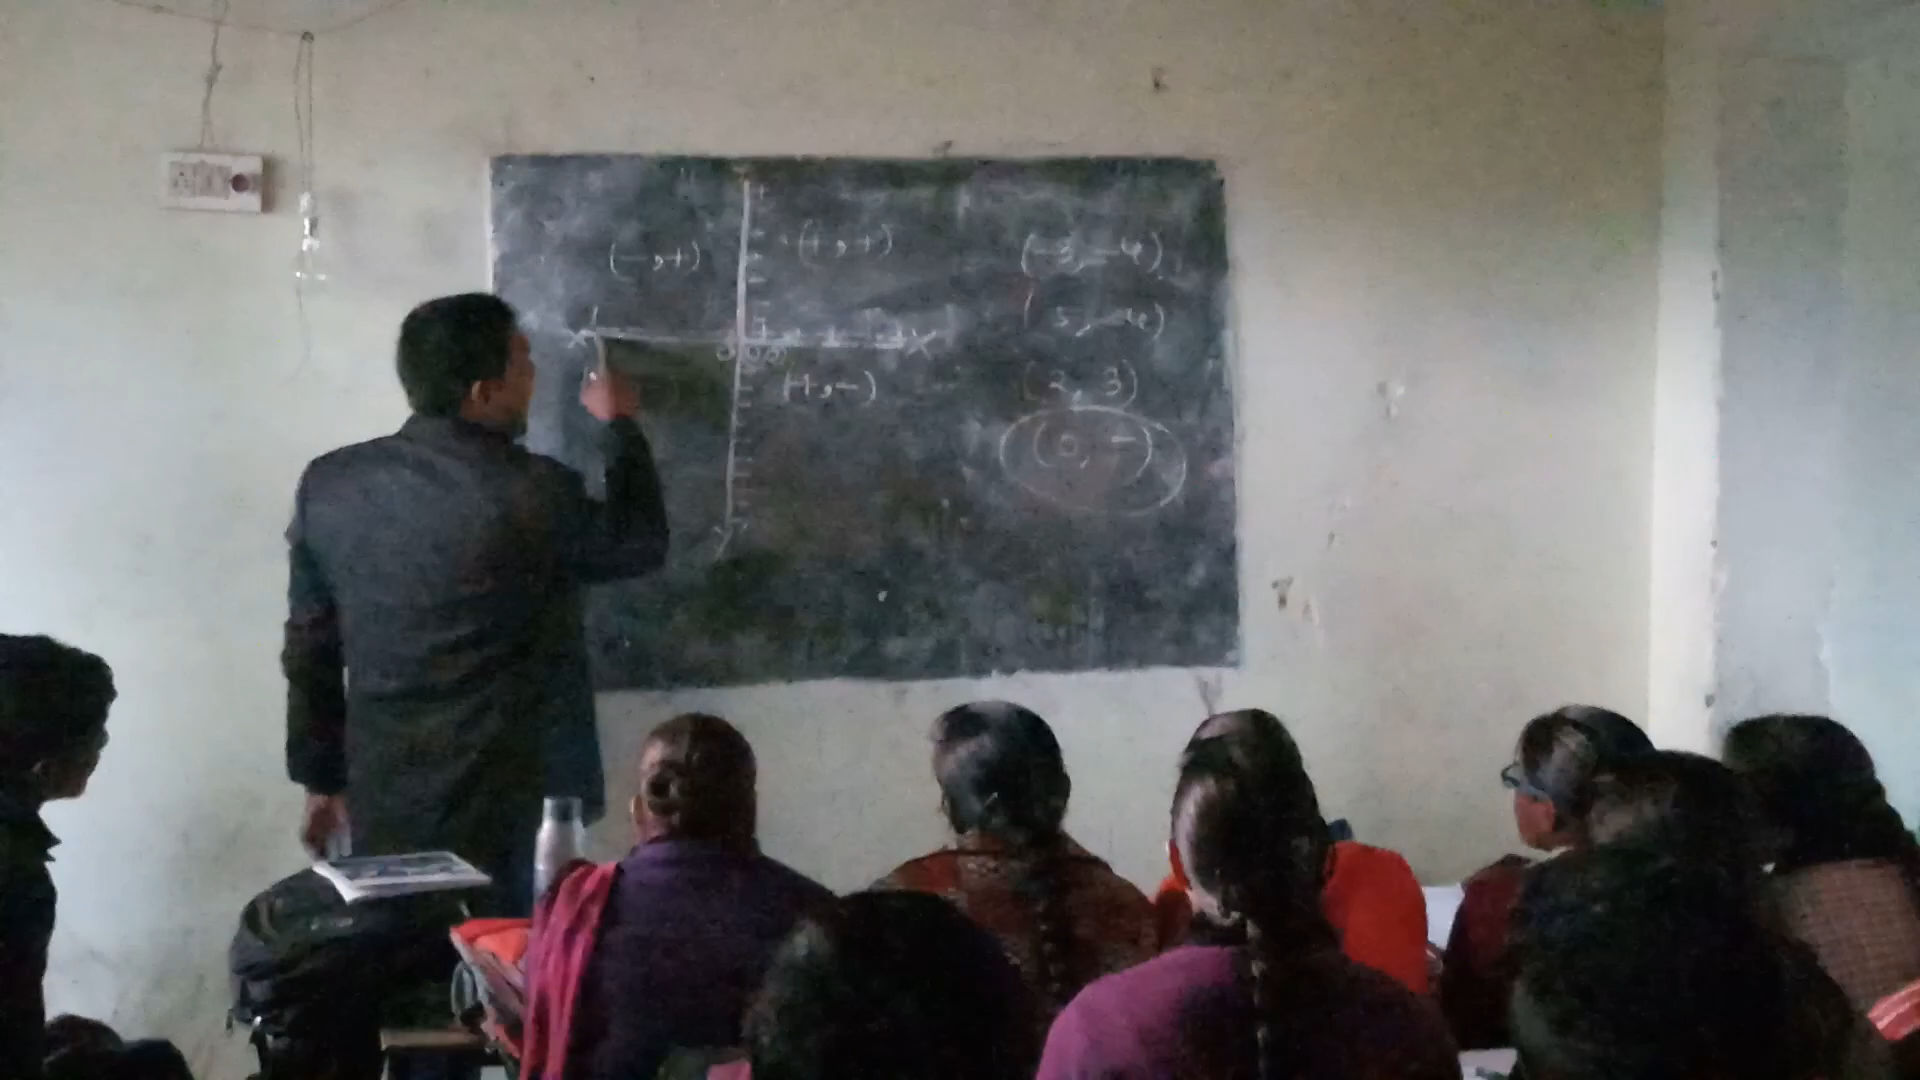 (-,+)
(+,+)
X
X
(+,-)
Y
(-3,-4)
(5,-4)
(2,3)
(0,-)